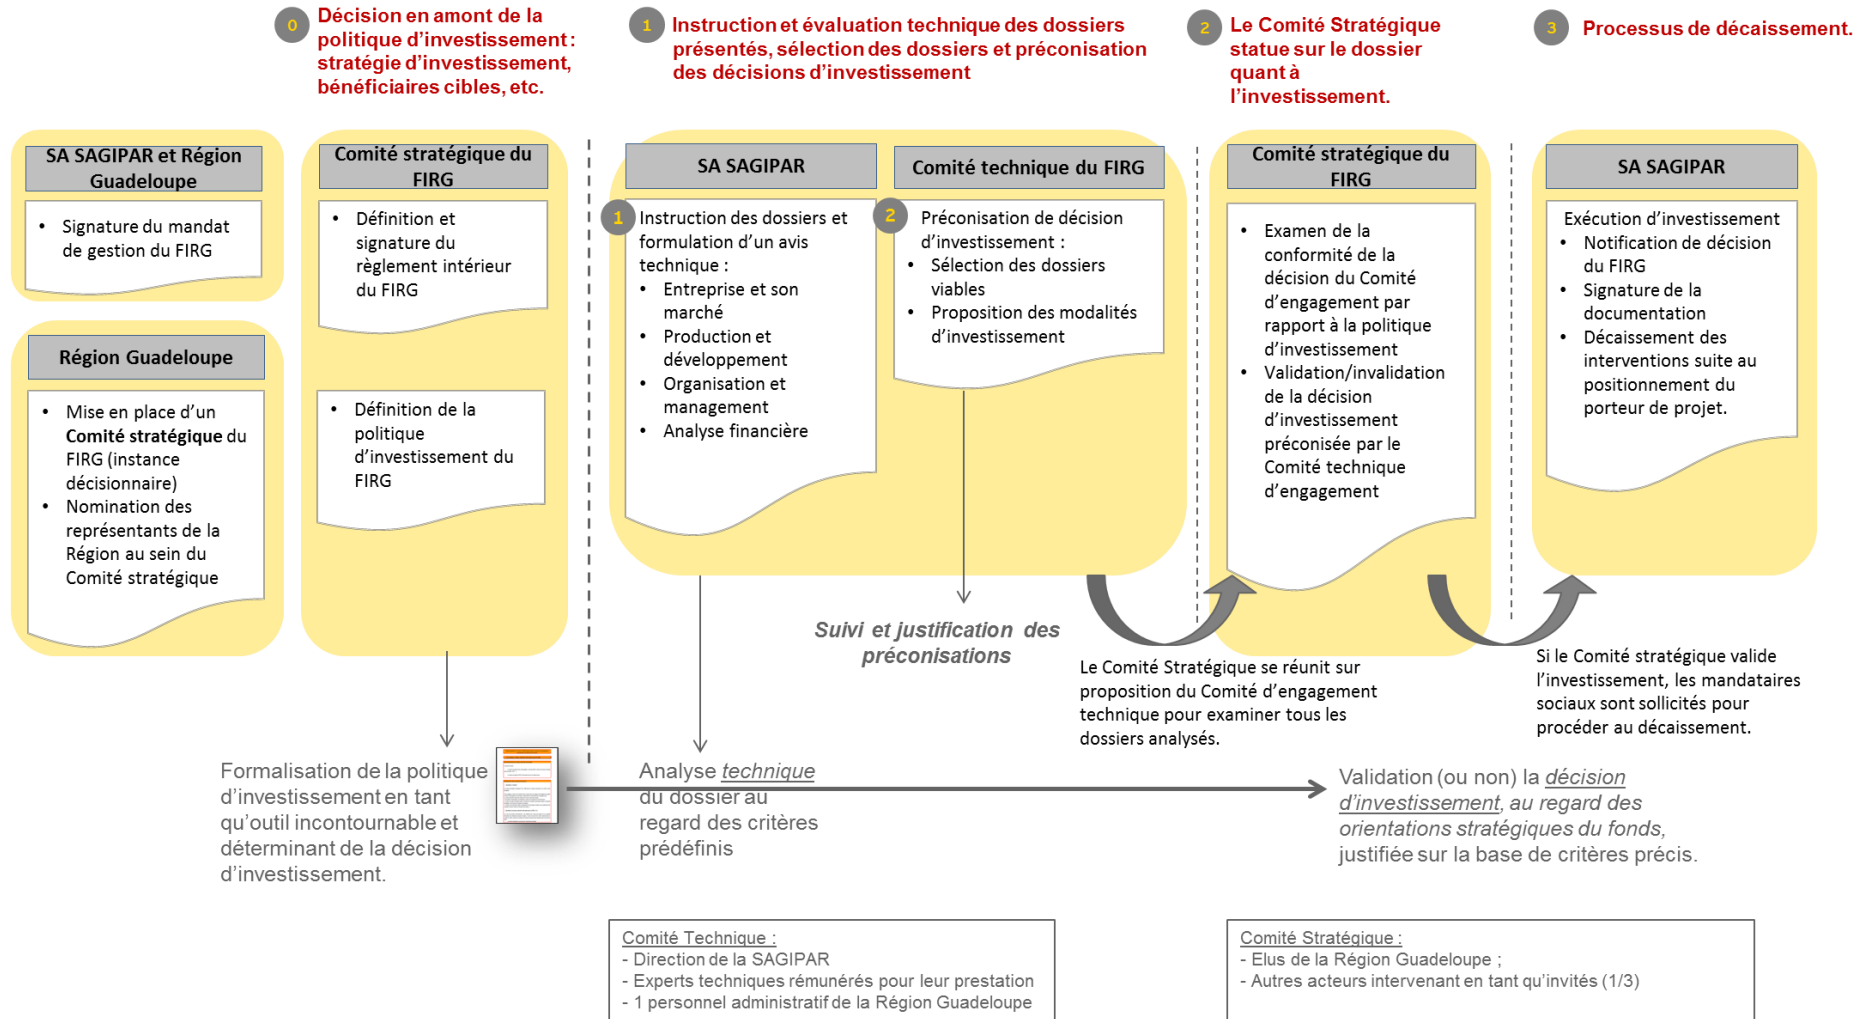 0
Décision en amont de la
politique d'investissement :
stratégie d'investissement,
bénéficiaires cibles, etc.
1
Instruction et évaluation technique des dossiers
présentés, sélection des dossiers et préconisation
des décisions d'investissement
2
Le Comité Stratégique
statue sur le dossier
quant à
l'investissement.
3
Processus de décaissement.
SA SAGIPAR et Région
Guadeloupe
• Signature du mandat
de gestion du FIRG
Région Guadeloupe
• Mise en place d'un
Comité stratégique du
FIRG (instance
décisionnaire)
• Nomination des
représentants de la
Région au sein du
Comité stratégique
Comité stratégique du
FIRG
• Définition et
signature du
règlement intérieur
du FIRG
• Définition de la
politique
d'investissement du
FIRG
SA SAGIPAR
1
Instruction des dossiers et
formulation d'un avis
technique :
• Entreprise et son
marché
• Production et
développement
• Organisation et
management
• Analyse financière
Comité technique du FIRG
2
Préconisation de décision
d'investissement :
• Sélection des dossiers
viables
• Proposition des modalités
d'investissement
Comité stratégique du
FIRG
• Examen de la
conformité de la
décision du Comité
d'engagement par
rapport à la politique
d'investissement
• Validation/invalidation
de la décision
d'investissement
préconisée par le
Comité technique
d'engagement
SA SAGIPAR
Exécution d'investissement
• Notification de décision
du FIRG
• Signature de la
documentation
• Décaissement des
interventions suite au
positionnement du
porteur de projet.
Suivi et justification des
préconisations
Le Comité Stratégique se réunit sur
proposition du Comité d'engagement
technique pour examiner tous les
dossiers analysés.
Si le Comité stratégique valide
l'investissement, les mandataires
sociaux sont sollicités pour
procéder au décaissement.
Formalisation de la politique
d'investissement en tant
qu'outil incontournable et
déterminant de la décision
d'investissement.
Analyse technique
du dossier au
regard des critères
prédéfinis
Validation (ou non) la décision
d'investissement, au regard des
orientations stratégiques du fonds,
justifiée sur la base de critères précis.
Comité Technique :
- Direction de la SAGIPAR
- Experts techniques rémunérés pour leur prestation
- 1 personnel administratif de la Région Guadeloupe
Comité Stratégique :
- Elus de la Région Guadeloupe ;
- Autres acteurs intervenant en tant qu'invités (1/3)